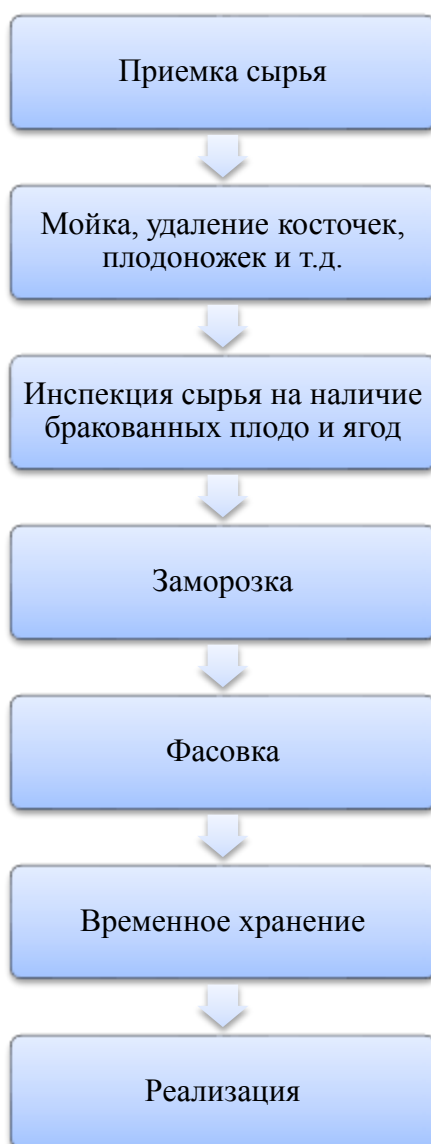 Приемка сырья
Мойка, удаление косточек,
плодоножек и т.д.
Инспекция сырья на наличие
бракованных плодо и ягод
Заморозка
Фасовка
Временное хранение
Реализация